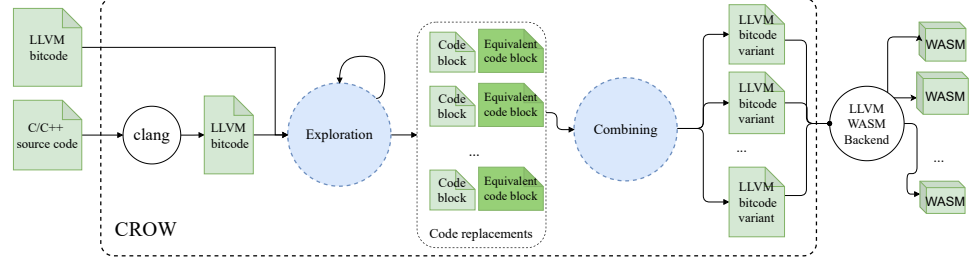 LLVM
bitcode
C/C++
source code
clang
LLVM
bitcode
Exploration
Code
block
Equivalent
code block
Code
block
Equivalent
code block
...
Code
block
Equivalent
code block
Code replacements
Combining
LLVM
bitcode
variant
LLVM
bitcode
variant
...
LLVM
bitcode
variant
LLVM
WASM
Backend
WASM
WASM
...
WASM
CROW